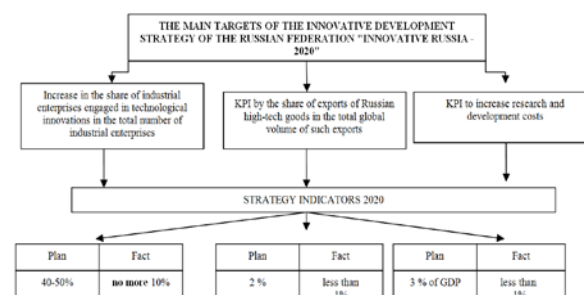 THE MAIN TARGETS OF THE INNOVATIVE DEVELOPMENT
STRATEGY OF THE RUSSIAN FEDERATION "INNOVATIVE RUSSIA -
2020"
Increase in the share of industrial
enterprises engaged in technological
innovations in the total number of
industrial enterprises
KPI by the share of exports of Russian
high-tech goods in the total global
volume of such exports
KPI to increase research and
development costs
STRATEGY INDICATORS 2020
Plan Fact
40-50% no more 10%
Plan Fact
2 % less than
1%
Plan Fact
3 % of GDP less than
1%